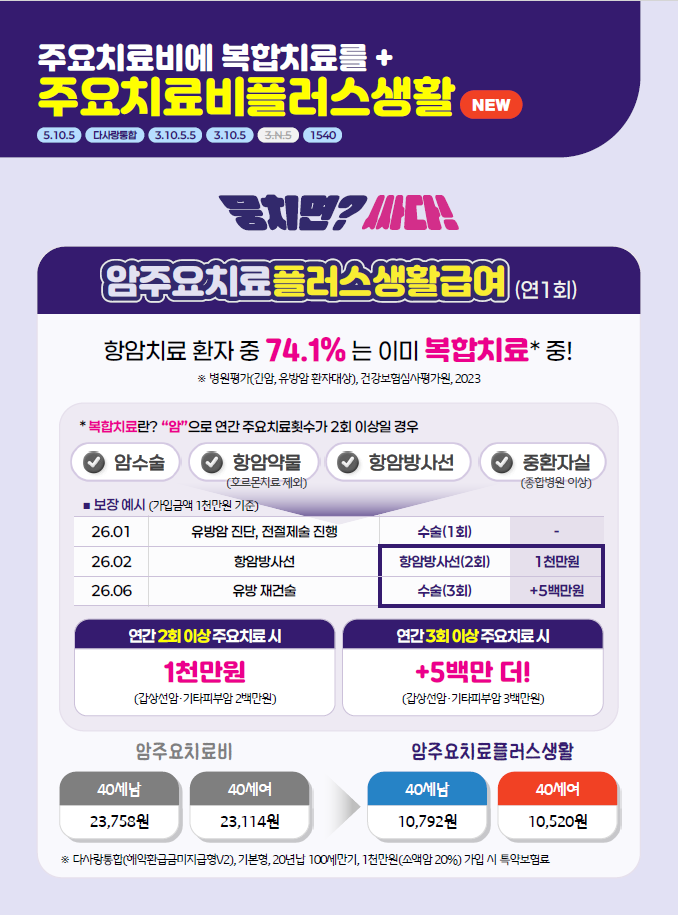 주요치료비에 복합치료를 +
주요치료비플러스생활 NEW
5.10.5 다사랑통합 3.10.5.5 3.10.5 3.N.5 1540
뭉치면? 싸다!
암주요치료플러스생활급여 (연1회)
항암치료 환자 중 74.1% 는 이미 복합치료* 중!
※ 병원평가(간암, 유방암 환자대상), 건강보험심사평가원, 2023
* 복합치료란? “암”으로 연간 주요치료횟수가 2회 이상일 경우
암수술 항암약물 항암방사선 중환자실
(호르몬치료 제외) (종합병원 이상)
■ 보장 예시 (가입금액 1천만원 기준)
26.01 유방암 진단, 전절제술 진행 수술(1회) -
26.02 항암방사선 항암방사선(2회) 1천만원
26.06 유방 재건술 수술(3회) +5백만원
연간 2회 이상 주요치료 시 연간 3회 이상 주요치료 시
1천만원 +5백만 더!
(갑상선암·기타피부암 2백만원) (갑상선암·기타피부암 3백만원)
암주요치료비 암주요치료플러스생활
40세남 40세여 40세남 40세여
23,758원 23,114원 10,792원 10,520원
※ 다사랑통합(해약환급금미지급형V2), 기본형, 20년납 100세만기, 1천만원(소액암 20%) 가입 시 특약보험료